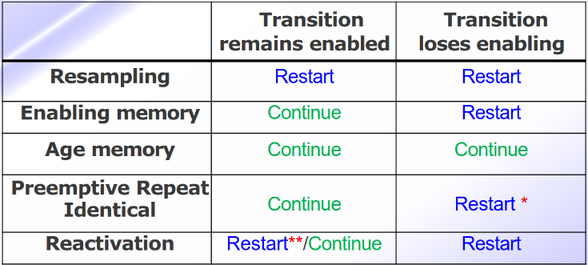 Transition remains enabled
Transition loses enabling
Resampling Restart Restart
Enabling memory Continue Restart
Age memory Continue Continue
Preemptive Repeat Identical Continue Restart *
Reactivation Restart**/Continue Restart